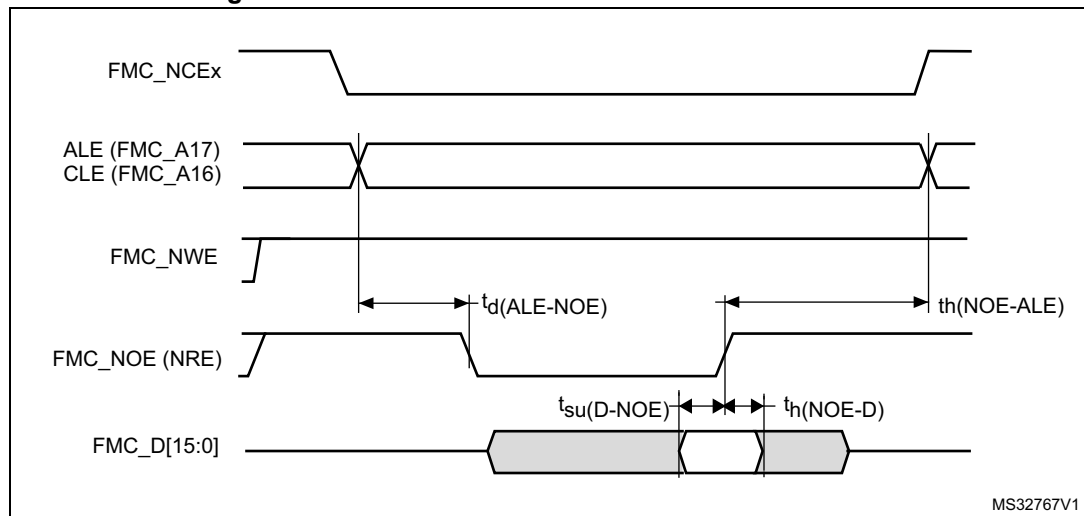 FMC_NCEx
ALE (FMC_A17)
CLE (FMC_A16)
FMC_NWE
td(ALE-NOE)
th(NOE-ALE)
FMC_NOE (NRE)
tsu(D-NOE)
th(NOE-D)
FMC_D[15:0]
MS32767V1